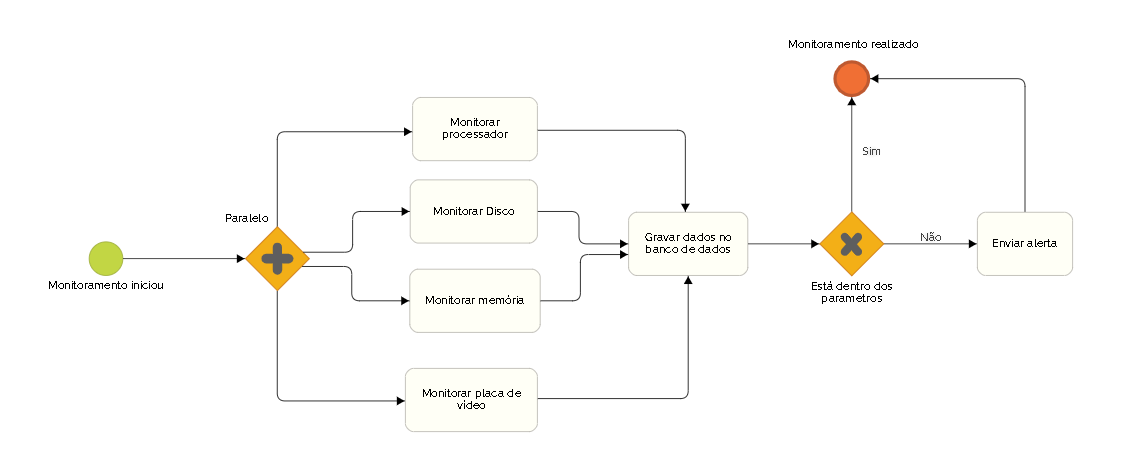 Monitoramento realizado
Monitorar
processador
Sim
Paralelo
Monitorar Disco
Gravar dados no
banco de dados
Não
Enviar alerta
Monitoramento iniciou
Está dentro dos
parametros
Monitorar memória
Monitorar placa de
vídeo